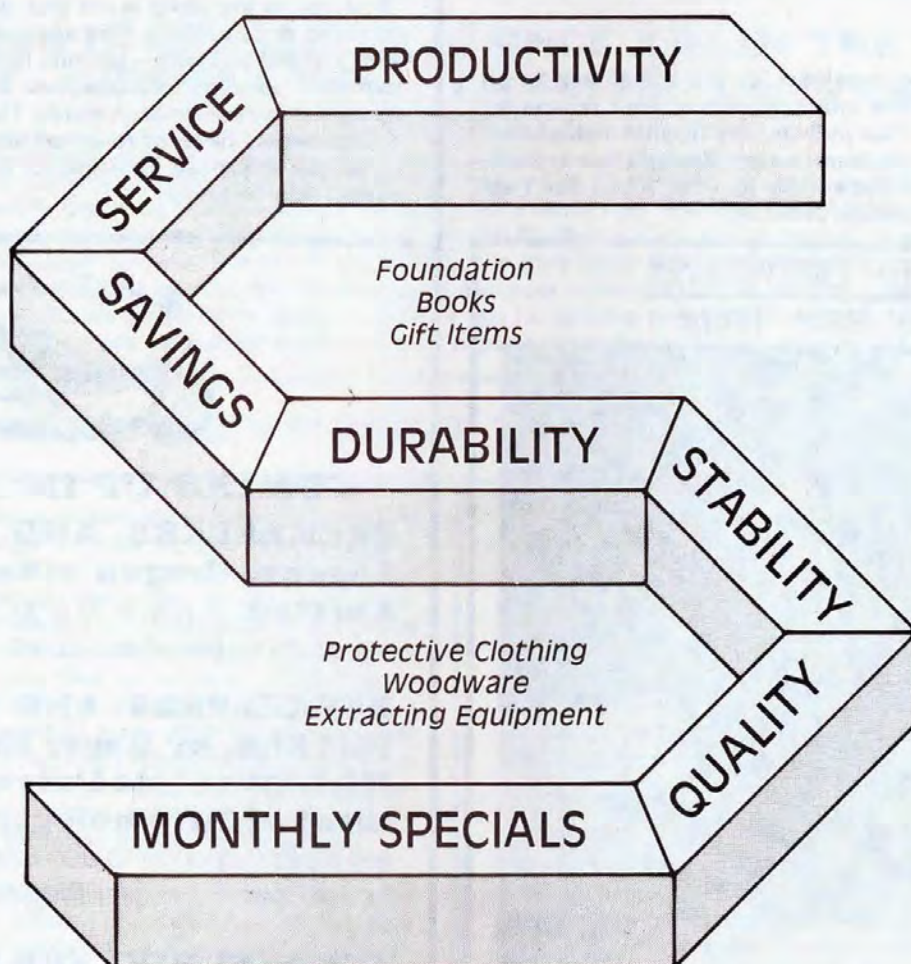 PRODUCTIVITY
SERVICE
SAVINGS
Foundation
Books
Gift Items
DURABILITY
STABILITY
Protective Clothing
Woodware
Extracting Equipment
QUALITY
MONTHLY SPECIALS